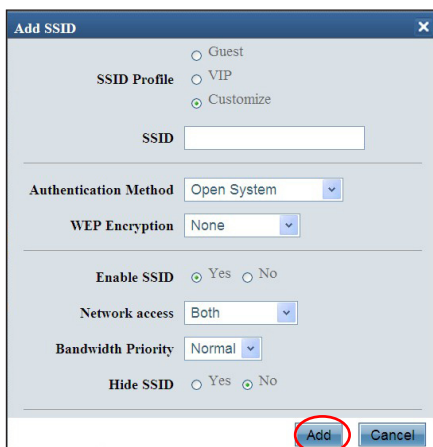 Add SSID x
Guest
SSID Profile VIP
Customize
SSID
Authentication Method Open System
WEP Encryption None
Enable SSID Yes No
Network access Both
Bandwidth Priority Normal
Hide SSID Yes No
Add Cancel